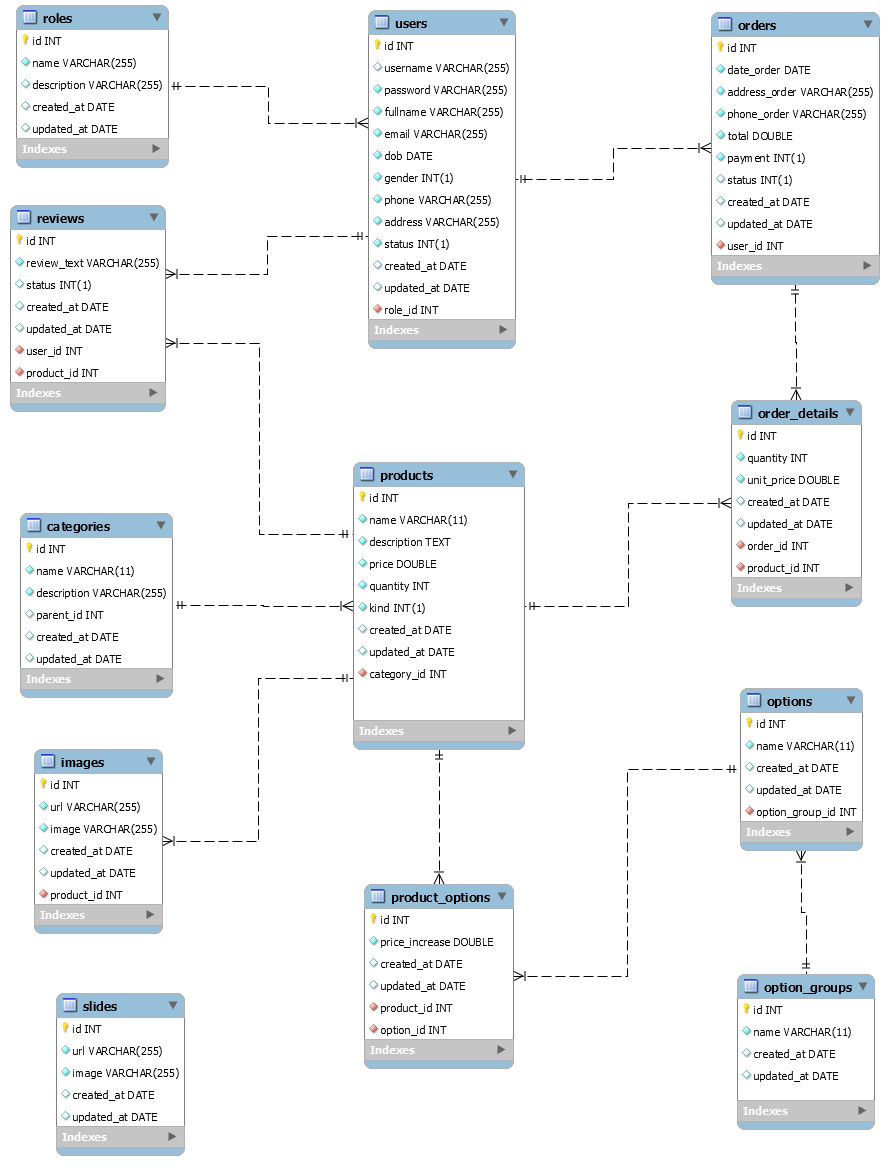 roles
id INT
name VARCHAR(255)
description VARCHAR(255)
created_at DATE
updated_at DATE
Indexes
users
id INT
username VARCHAR(255)
password VARCHAR(255)
fullname VARCHAR(255)
email VARCHAR(255)
dob DATE
gender INT(1)
phone VARCHAR(255)
address VARCHAR(255)
status INT(1)
created_at DATE
updated_at DATE
role_id INT
Indexes
orders
id INT
date_order DATE
address_order VARCHAR(255)
phone_order VARCHAR(255)
total DOUBLE
payment INT(1)
status INT(1)
created_at DATE
updated_at DATE
user_id INT
Indexes
reviews
id INT
review_text VARCHAR(255)
status INT(1)
created_at DATE
updated_at DATE
user_id INT
product_id INT
Indexes
order_details
id INT
quantity INT
unit_price DOUBLE
created_at DATE
updated_at DATE
order_id INT
product_id INT
Indexes
products
id INT
name VARCHAR(11)
description TEXT
price DOUBLE
quantity INT
kind INT(1)
created_at DATE
updated_at DATE
category_id INT
Indexes
categories
id INT
name VARCHAR(11)
description VARCHAR(255)
parent_id INT
created_at DATE
updated_at DATE
Indexes
options
id INT
name VARCHAR(11)
created_at DATE
updated_at DATE
option_group_id INT
Indexes
images
id INT
url VARCHAR(255)
image VARCHAR(255)
created_at DATE
updated_at DATE
product_id INT
Indexes
product_options
id INT
price_increase DOUBLE
created_at DATE
updated_at DATE
product_id INT
option_id INT
Indexes
option_groups
id INT
name VARCHAR(11)
created_at DATE
updated_at DATE
Indexes
slides
id INT
url VARCHAR(255)
image VARCHAR(255)
created_at DATE
updated_at DATE
Indexes